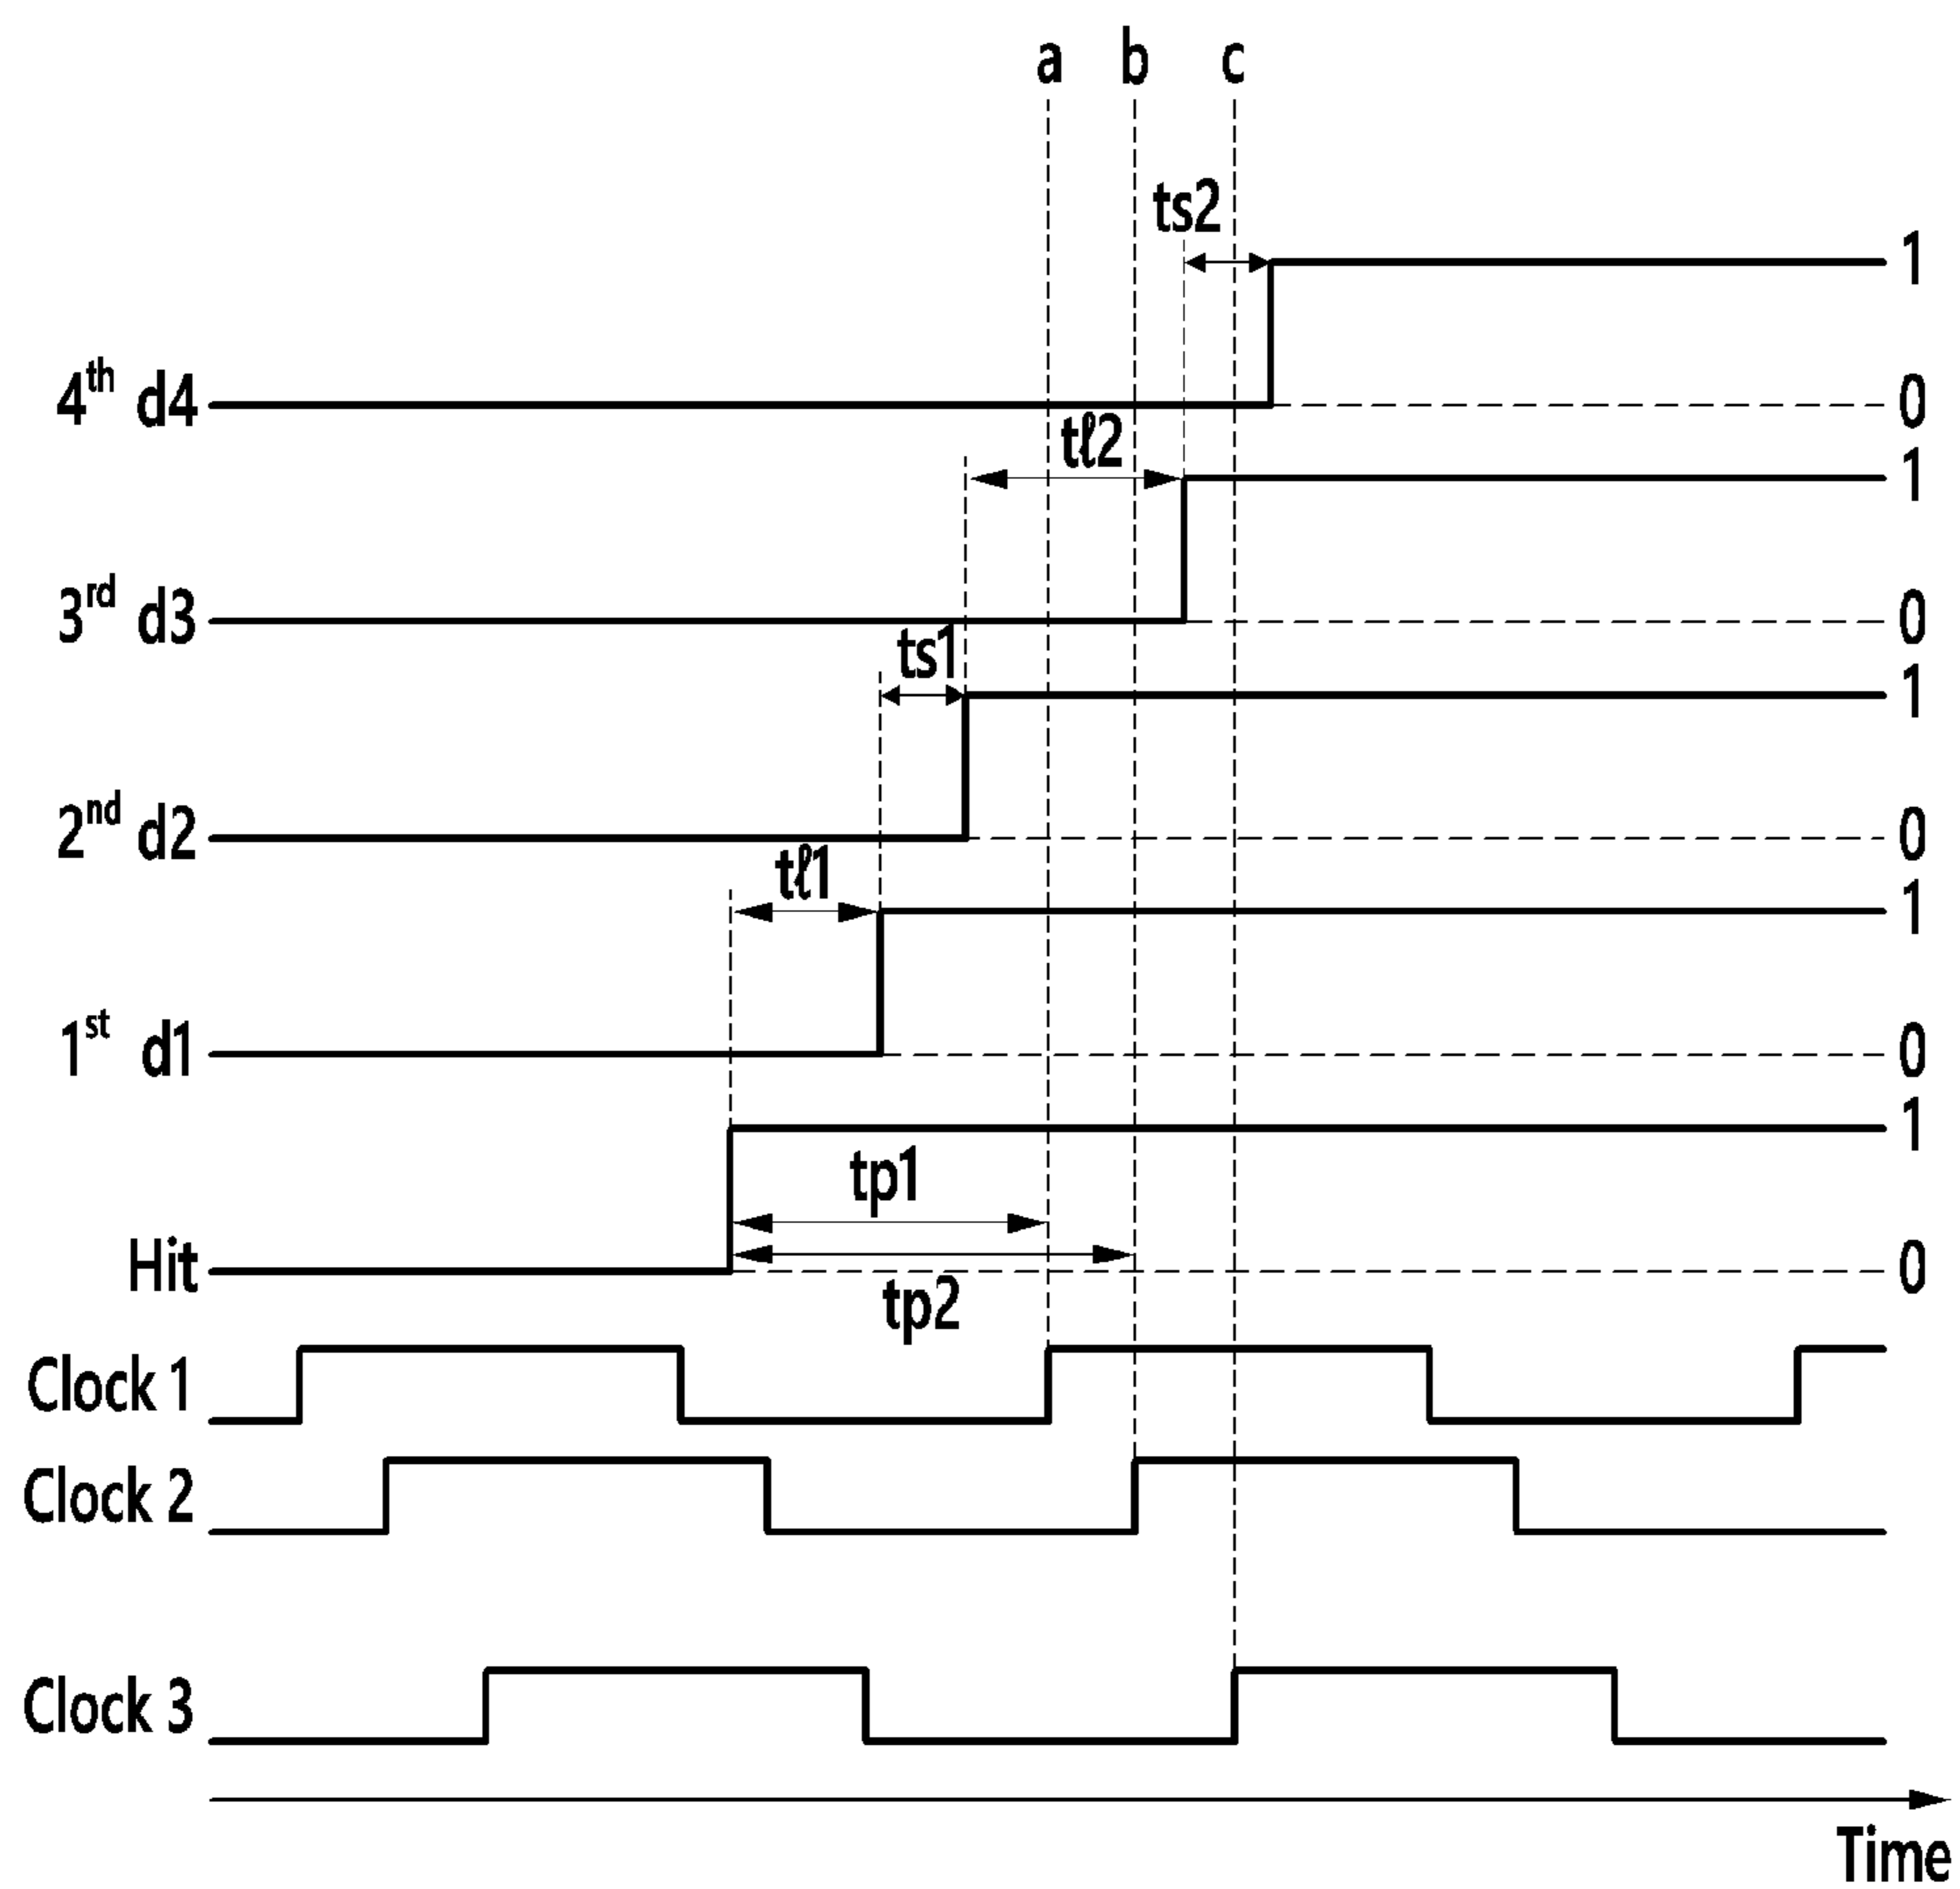 a b c
ts2
1
4th d4
0
tℓ2
1
3rd d3
0
ts1
1
2nd d2
0
tℓ1
1
1st d1
0
1
tp1
Hit
0
tp2
Clock 1
Clock 2
Clock 3
Time